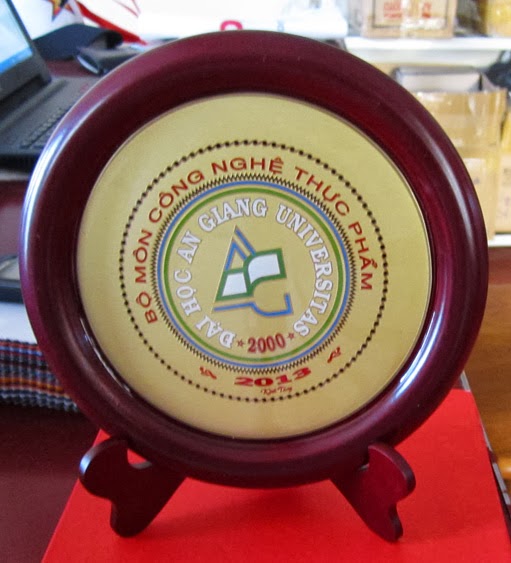 BỘ MÔN CÔNG NGHỆ THỰC PHẨM
ĐẠI HỌC AN GIANG UNIVERSITAS
★ 2000 ★
2013